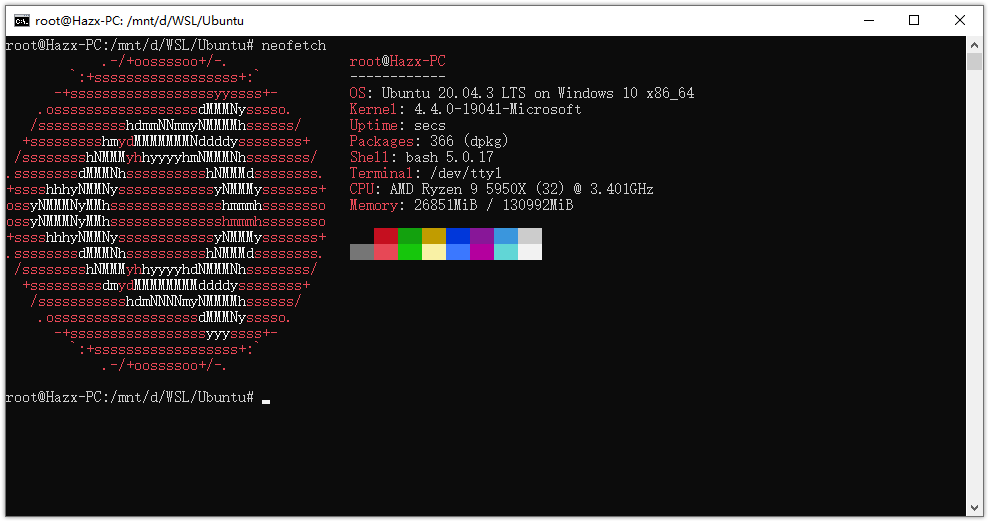 root@Hazx-PC: /mnt/d/WSL/Ubuntu
root@Hazx-PC:/mnt/d/WSL/Ubuntu# neofetch
.-/+oossssoo+/-.
`:+ssssssssssssssssss+:`
-+ssssssssssssssssssyyssss+-
.ossssssssssssssssssdMMMNysssso.
/ssssssssssshdmmNNmmyNMMMMhssssss/
+ssssssssshmydMMMMMMMNddddyssssssss+
/sssssssshNMMMyhhyyyyhmNMMMNhssssssss/
.ssssssssdMMMNhsssssssssshNMMMdssssssss.
+sssshhhyNMMNyssssssssssssyNMMMysssssss+
ossyNMMMNyMMhsssssssssssssshmmmhssssssso
ossyNMMMNyMMhsssssssssssssshmmmhssssssso
+sssshhhyNMMNyssssssssssssyNMMMysssssss+
.ssssssssdMMMNhsssssssssshNMMMdssssssss.
/sssssssshNMMMyhhyyyyhdNMMMNhssssssss/
+sssssssssdmydMMMMMMMMddddyssssssss+
/ssssssssssshdmNNNNmyNMMMMhssssss/
.ossssssssssssssssssdMMMNysssso.
-+sssssssssssssssssyyyssss+-
`:+ssssssssssssssssss+:`
.-/+oossssoo+/-.
root@Hazx-PC
------------
OS: Ubuntu 20.04.3 LTS on Windows 10 x86_64
Kernel: 4.4.0-19041-Microsoft
Uptime: secs
Packages: 366 (dpkg)
Shell: bash 5.0.17
Terminal: /dev/tty1
CPU: AMD Ryzen 9 5950X (32) @ 3.401GHz
Memory: 26851MiB / 130992MiB
root@Hazx-PC:/mnt/d/WSL/Ubuntu#